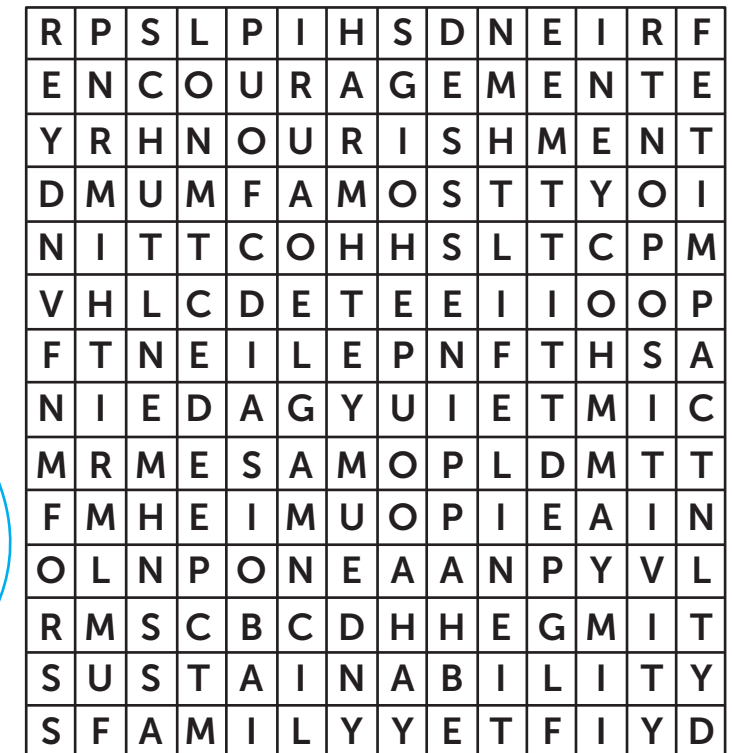 R P S L P I H S D N E I R F
E N C O U R A G E M E N T E
Y R H N O U R I S H M E N T
D M U M F A M O S T T Y O I
N I T T C O H H S L T C P M
V H L C D E T E E I I O O P
F T N E I L E P N F T H S A
N I E D A G Y U I E T M I C
M R M E S A M O P L D M T T
F M H E I M U O P I E A I N
O L N P O N E A A N P Y V L
R M S C B C D H H E G M I T
S U S T A I N A B I L I T Y
S F A M I L Y Y E T F I Y D